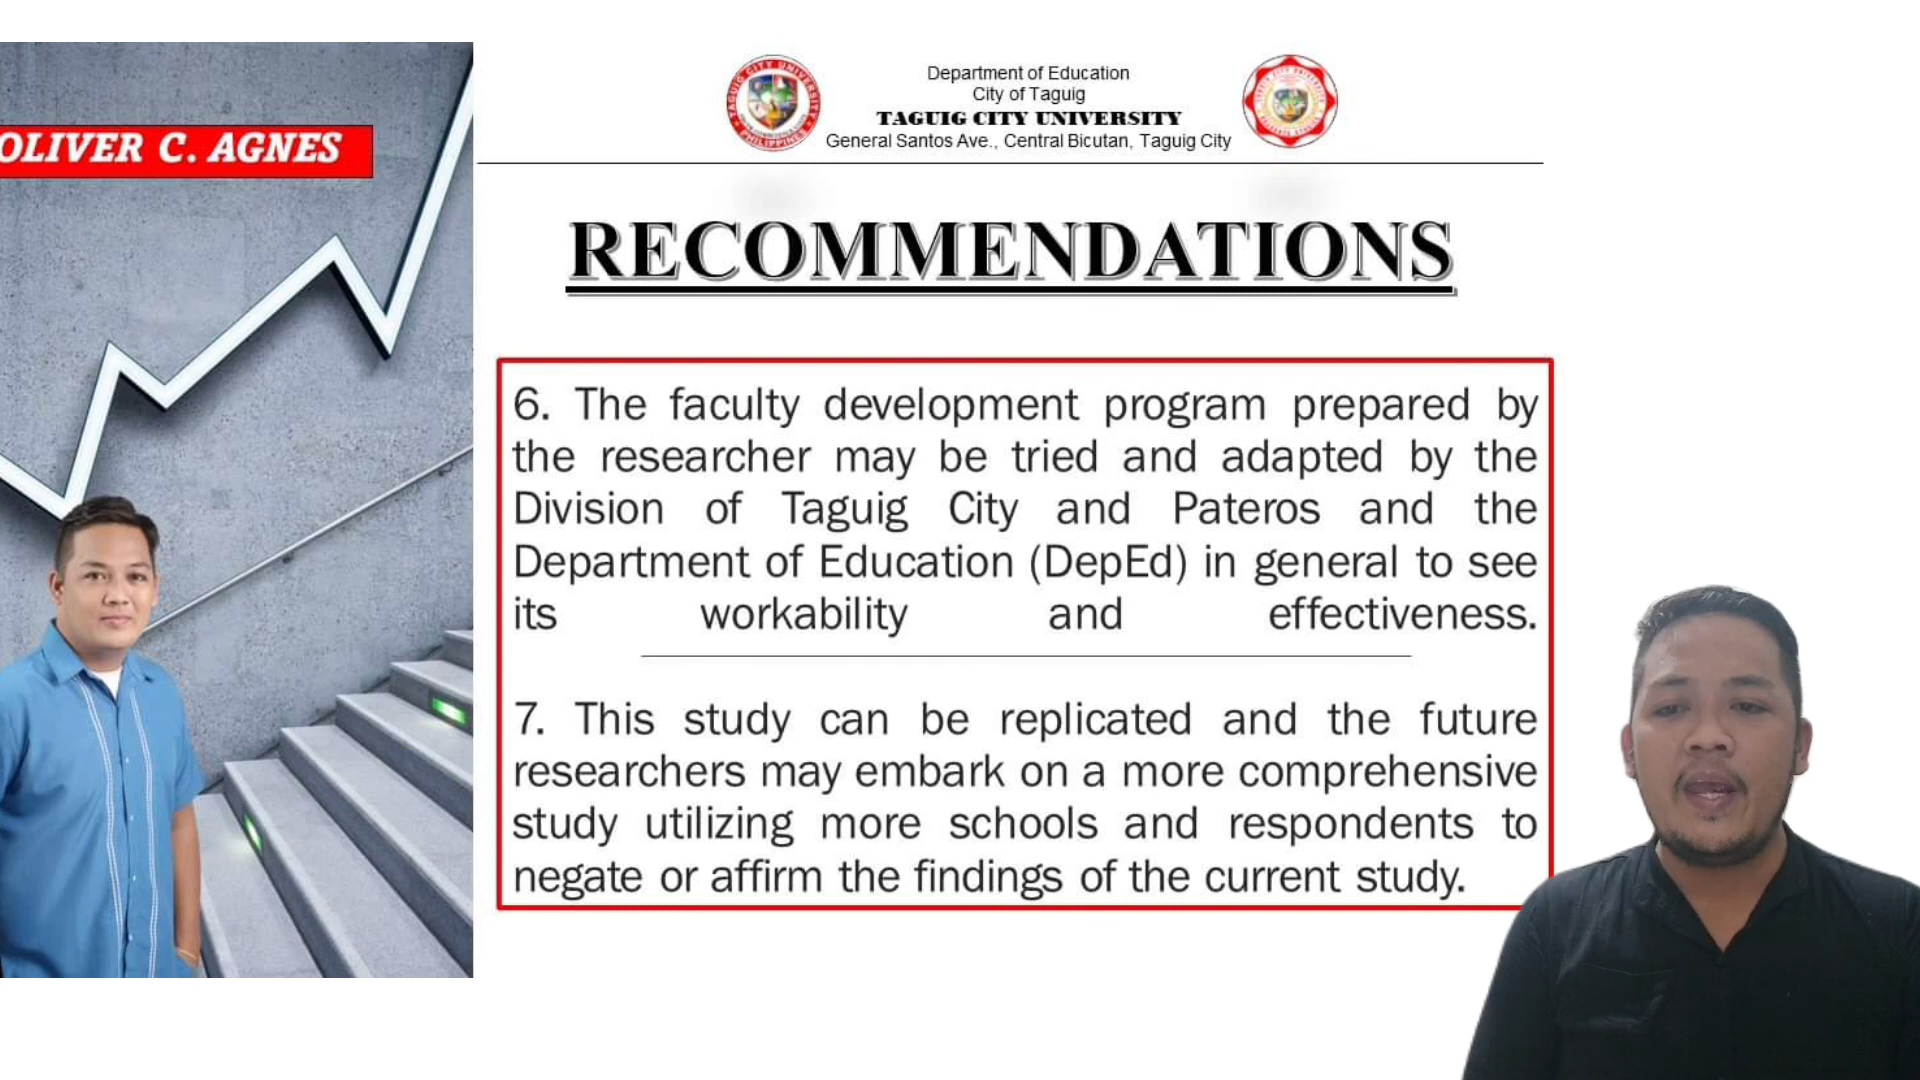 OLIVER C. AGNES
Department of Education
City of Taguig
TAGUIG CITY UNIVERSITY
General Santos Ave., Central Bicutan, Taguig City
RECOMMENDATIONS
6. The faculty development program prepared by
the researcher may be tried and adapted by the
Division of Taguig City and Pateros and the
Department of Education (DepEd) in general to see
its workability and effectiveness.
7. This study can be replicated and the future
researchers may embark on a more comprehensive
study utilizing more schools and respondents to
negate or affirm the findings of the current study.